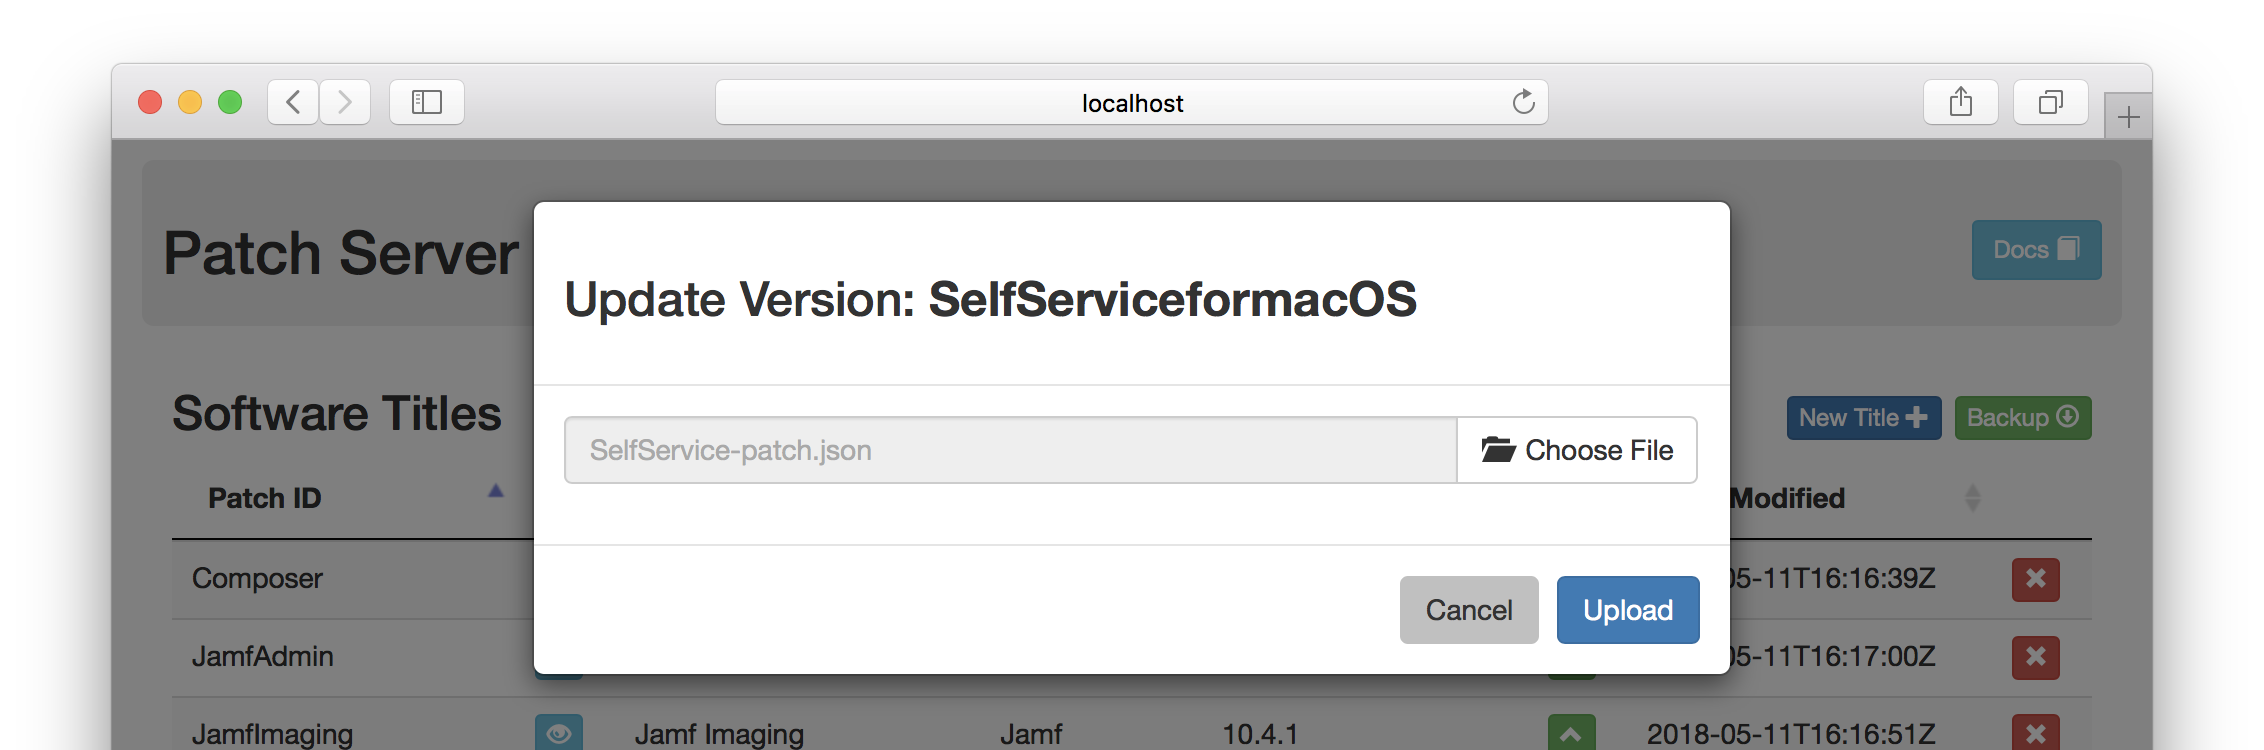 localhost
Patch Server
Docs
Update Version: SelfServiceformacOS
Software Titles
New Title
Backup
SelfService-patch.json
Choose File
Patch ID
Modified
Composer
05-11T16:16:39Z
Cancel
Upload
JamfAdmin
05-11T16:17:00Z
JamfImaging
Jamf Imaging
Jamf
10.4.1
2018-05-11T16:16:51Z